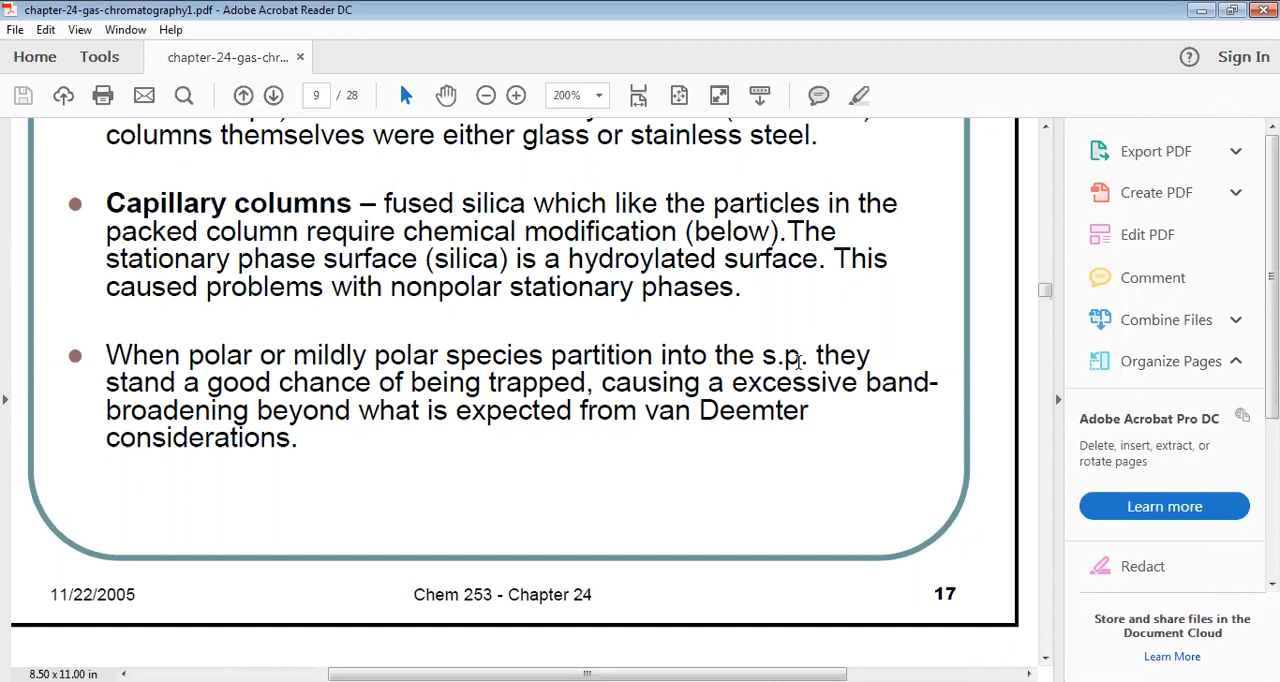 chapter-24-gas-chromatography1.pdf - Adobe Acrobat Reader DC
File Edit View Window Help
Home Tools chapter-24-gas-chr... × ? Sign In
9 / 28 200%
columns themselves were either glass or stainless steel.
Capillary columns – fused silica which like the particles in the
packed column require chemical modification (below).The
stationary phase surface (silica) is a hydroylated surface. This
caused problems with nonpolar stationary phases.
When polar or mildly polar species partition into the s.p. they
stand a good chance of being trapped, causing a excessive band-
broadening beyond what is expected from van Deemter
considerations.
11/22/2005 Chem 253 - Chapter 24 17
8.50 x 11.00 in
Export PDF
Create PDF
Edit PDF
Comment
Combine Files
Organize Pages
Adobe Acrobat Pro DC
Delete, insert, extract, or
rotate pages
Learn more
Redact
Store and share files in the
Document Cloud
Learn More